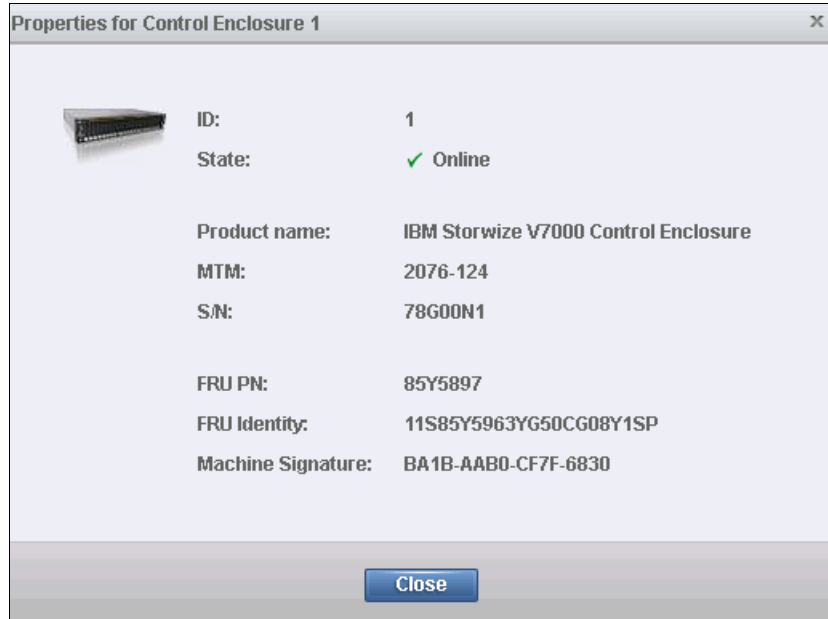 Properties for Control Enclosure 1 x
ID: 1
State: ✓ Online
Product name: IBM Storwize V7000 Control Enclosure
MTM: 2076-124
S/N: 78G00N1
FRU PN: 85Y5897
FRU Identity: 11S85Y5963YG50CG08Y1SP
Machine Signature: BA1B-AAB0-CF7F-6830
Close